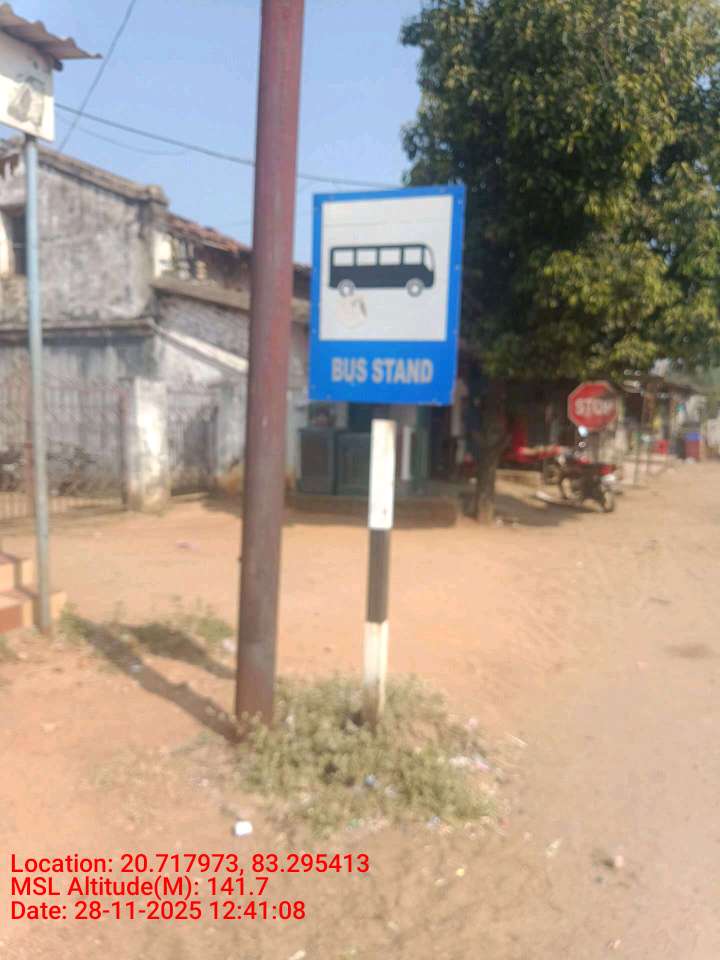 BUS STAND
STOP
Location: 20.717973, 83.295413
MSL Altitude(M): 141.7
Date: 28-11-2025 12:41:08